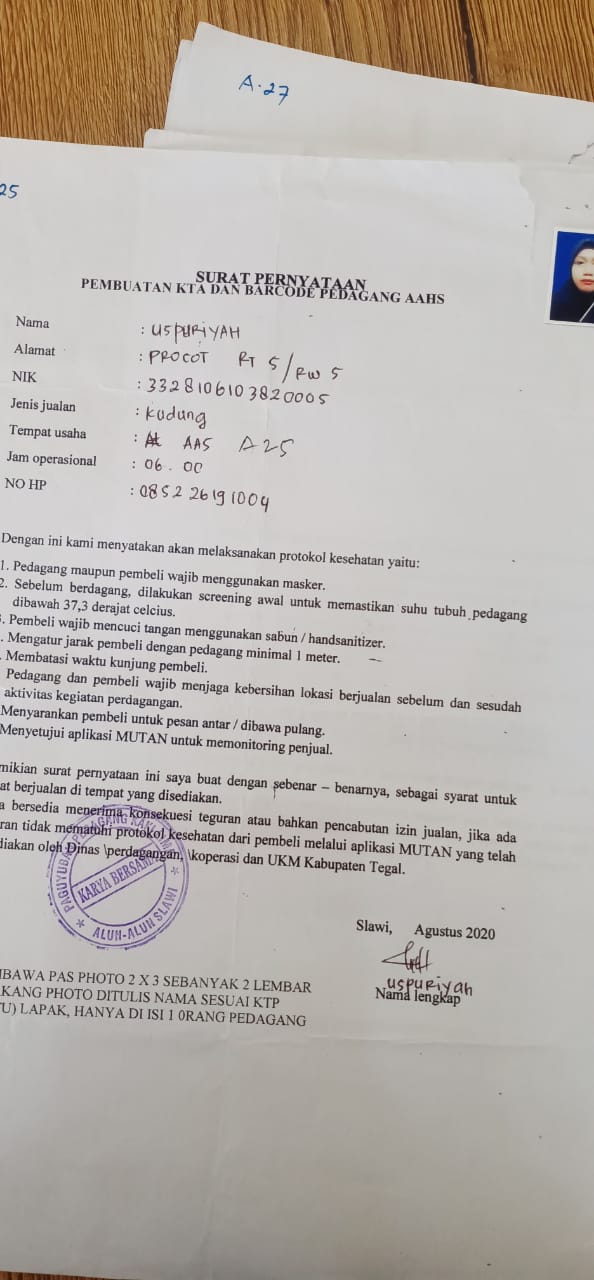 A.27
25
SURAT PERNYATAAN
PEMBUATAN KTA DAN BARCODE PEDAGANG AAHS
Nama : USPURIYAH
Alamat : PROCOT RT 5/RW 5
NIK : 3328106103820005
Jenis jualan : Kudung
Tempat usaha : AAS A25
Jam operasional : 06.00
NO HP : 085226191004
Dengan ini kami menyatakan akan melaksanakan protokol kesehatan yaitu:
1. Pedagang maupun pembeli wajib menggunakan masker.
2. Sebelum berdagang, dilakukan screening awal untuk memastikan suhu tubuh pedagang
dibawah 37,3 derajat celcius.
. Pembeli wajib mencuci tangan menggunakan sabun / handsanitizer.
. Mengatur jarak pembeli dengan pedagang minimal 1 meter.
. Membatasi waktu kunjung pembeli.
Pedagang dan pembeli wajib menjaga kebersihan lokasi berjualan sebelum dan sesudah
aktivitas kegiatan perdagangan.
Menyarankan pembeli untuk pesan antar / dibawa pulang.
Menyetujui aplikasi MUTAN untuk memonitoring penjual.
mikian surat pernyataan ini saya buat dengan sebenar – benarnya, sebagai syarat untuk
at berjualan di tempat yang disediakan.
a bersedia menerima konsekuesi teguran atau bahkan pencabutan izin jualan, jika ada
ran tidak mematuhi protokol kesehatan dari pembeli melalui aplikasi MUTAN yang telah
diakan oleh Dinas \perdagangan, \koperasi dan UKM Kabupaten Tegal.
PAGUYUBAN PEDAGANG KAKI LIMA
KARYA BERSAMA
ALUN-ALUN SLAWI
Slawi, Agustus 2020
uspuriyah
Nama lengkap
IBAWA PAS PHOTO 2 X 3 SEBANYAK 2 LEMBAR
KANG PHOTO DITULIS NAMA SESUAI KTP
TU) LAPAK, HANYA DI ISI 1 0RANG PEDAGANG